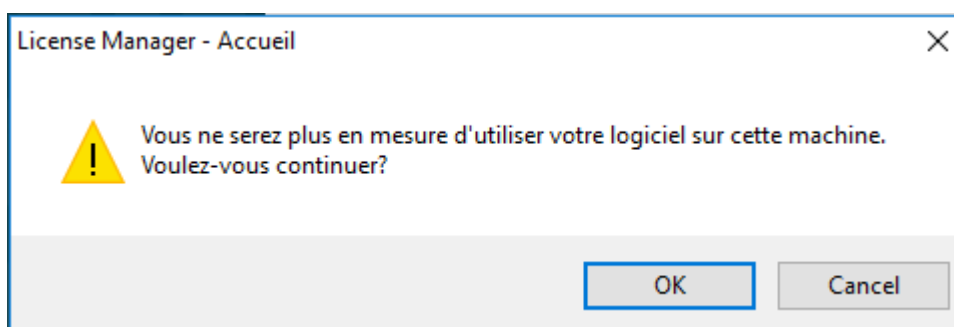 License Manager - Accueil
Vous ne serez plus en mesure d'utiliser votre logiciel sur cette machine.
Voulez-vous continuer?
OK
Cancel